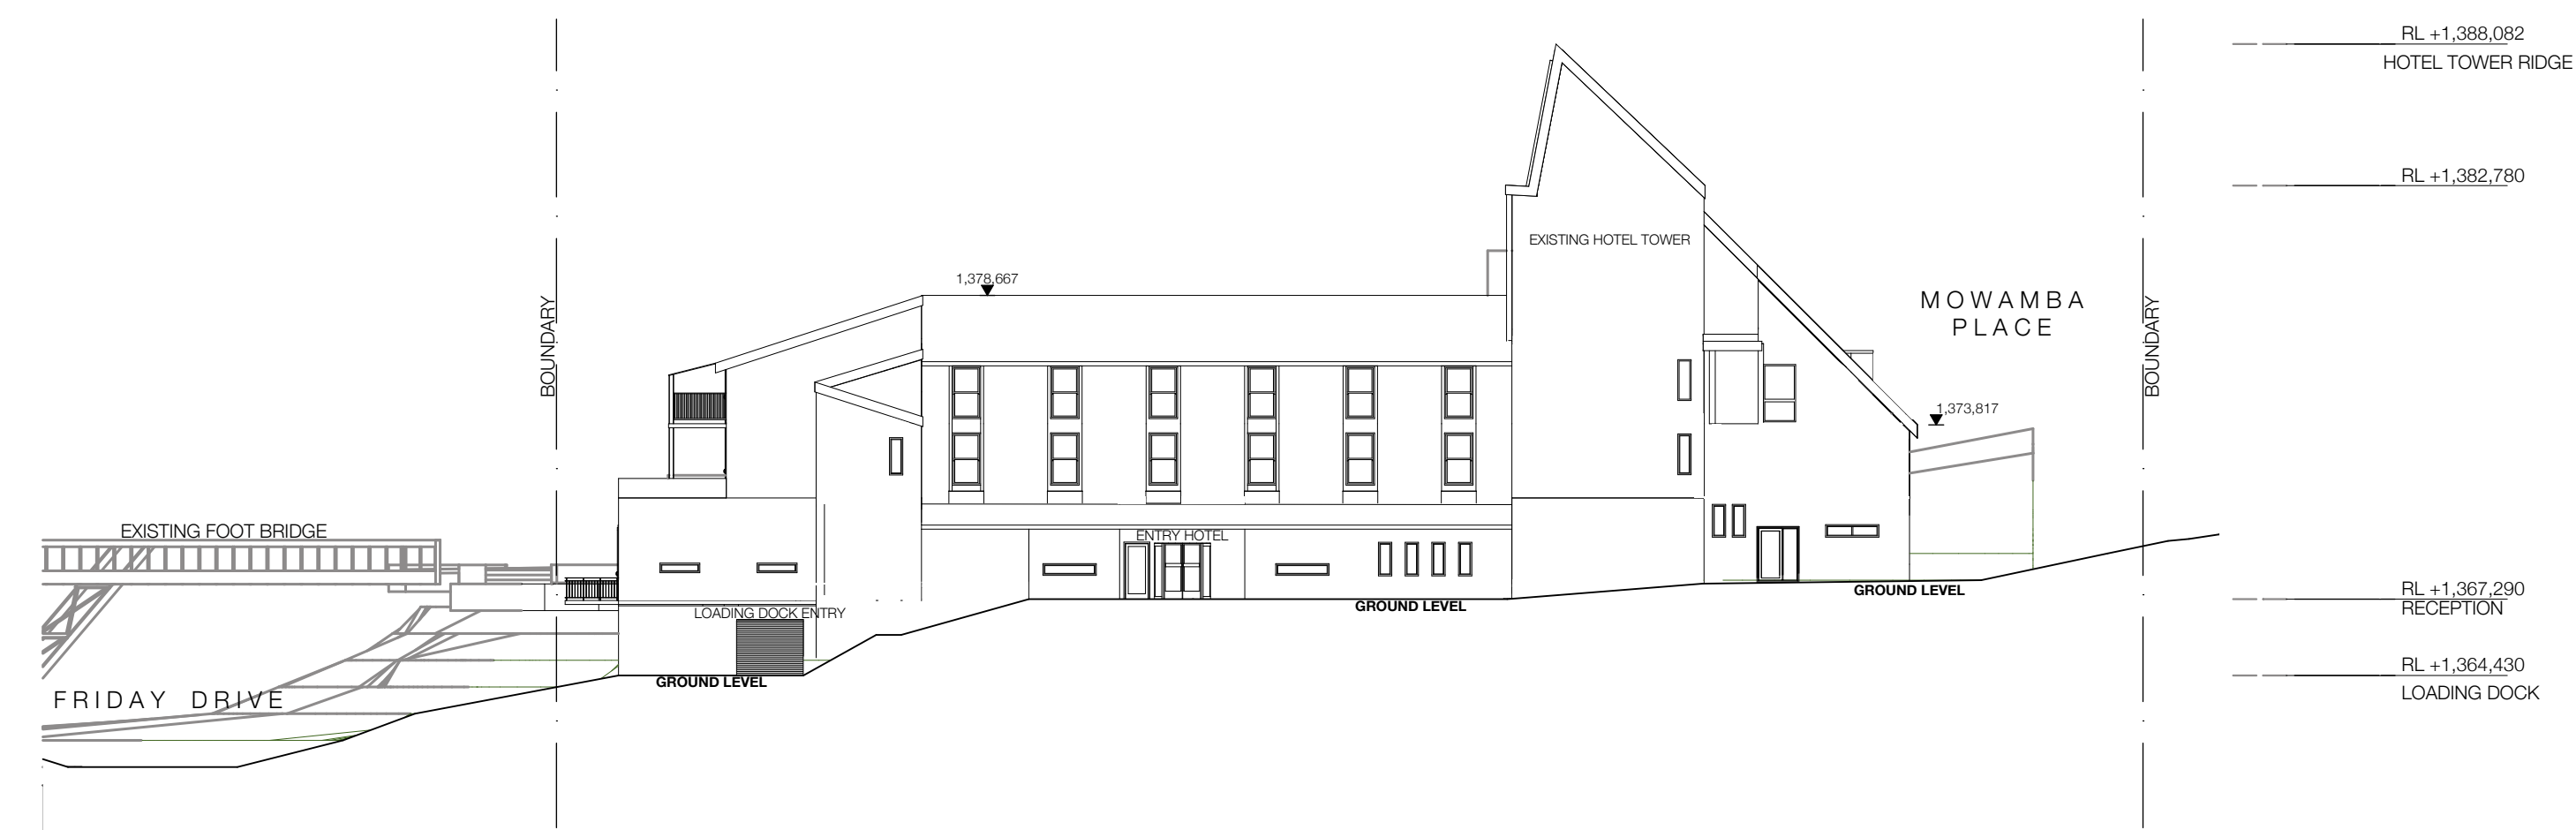 RL +1,388,082
HOTEL TOWER RIDGE
RL +1,382,780
EXISTING HOTEL TOWER
1,378,667
MOWAMBA
PLACE
BOUNDARY
BOUNDARY
1,373,817
EXISTING FOOT BRIDGE
ENTRY HOTEL
GROUND LEVEL
RL +1,367,290
RECEPTION
GROUND LEVEL
LOADING DOCK ENTRY
RL +1,364,430
LOADING DOCK
GROUND LEVEL
FRIDAY DRIVE